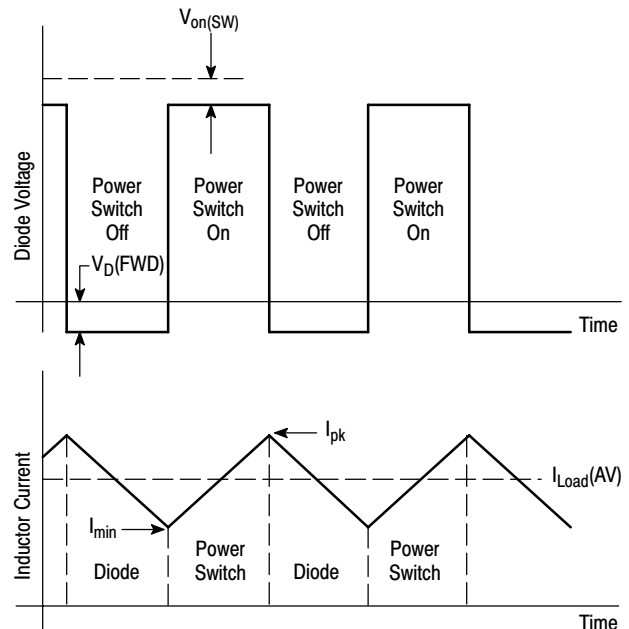 Von(SW)
Diode Voltage
Power
Switch
Off
Power
Switch
On
Power
Switch
Off
Power
Switch
On
VD(FWD)
Time
Inductor Current
Ipk
ILoad(AV)
Imin
Diode
Power
Switch
Diode
Power
Switch
Time